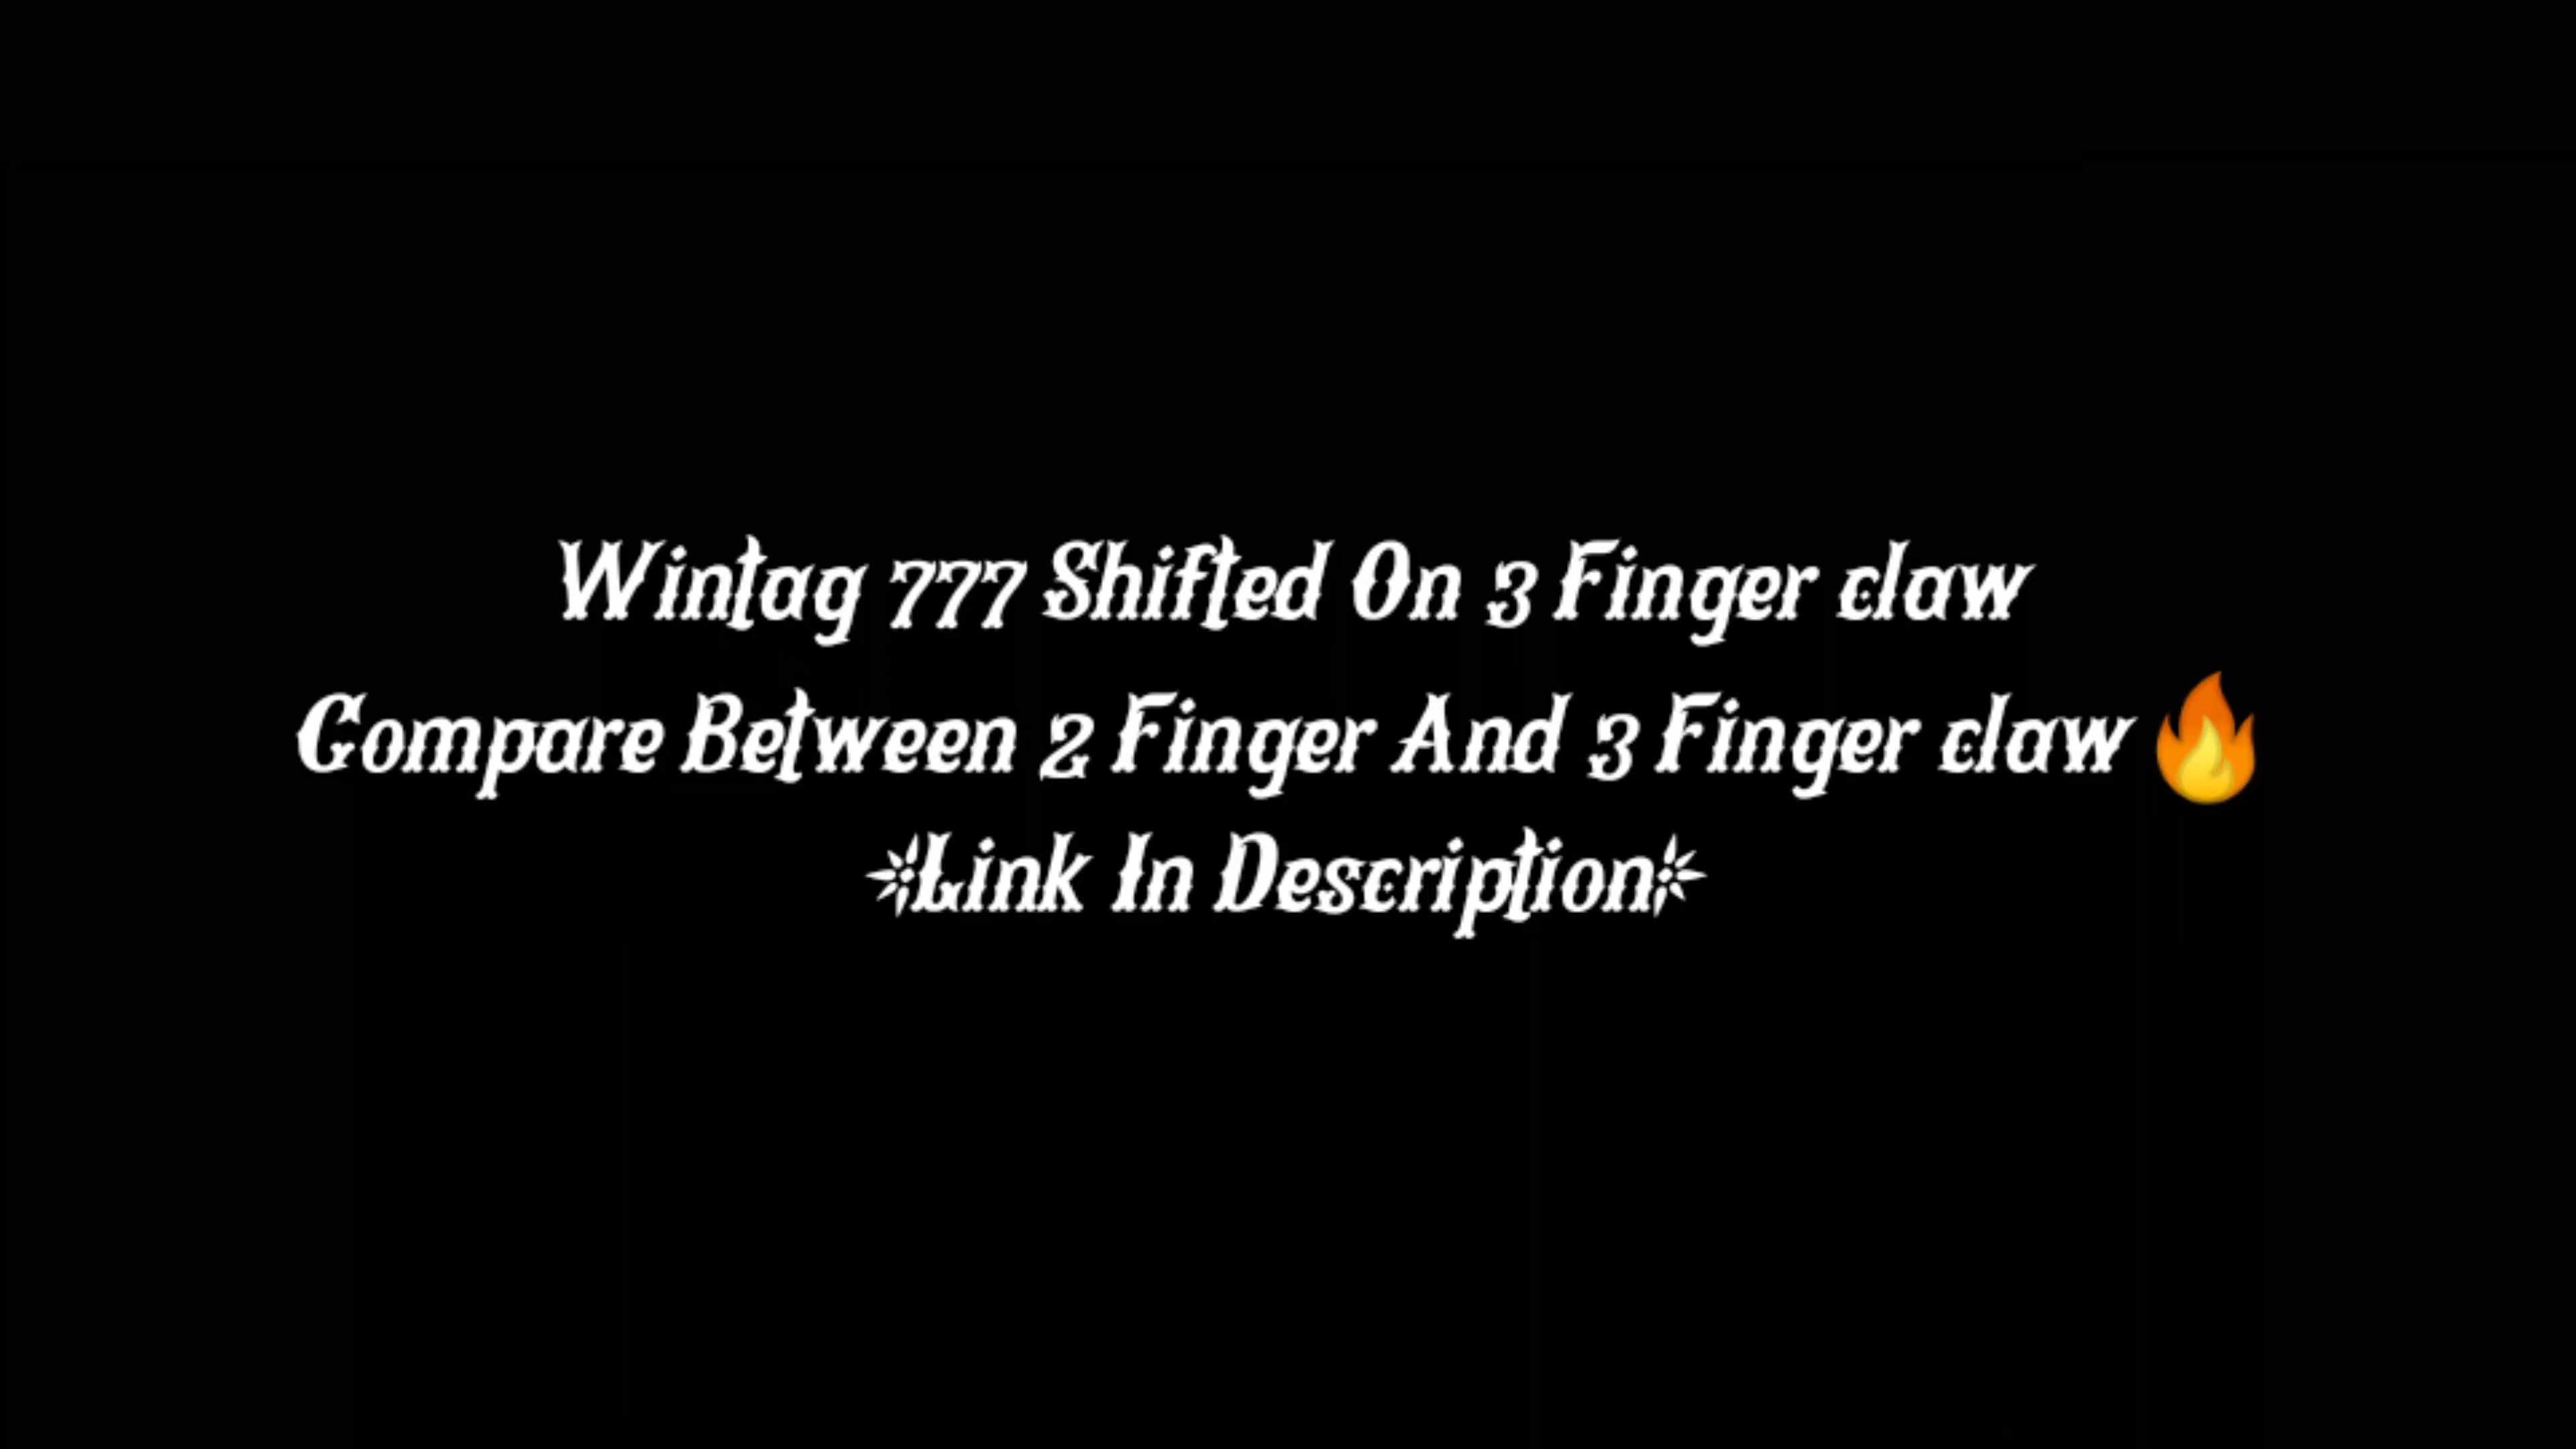 Wintag 777 Shifted On 3 Finger claw
Compare Between 2 Finger And 3 Finger claw🔥
*Link In Description*